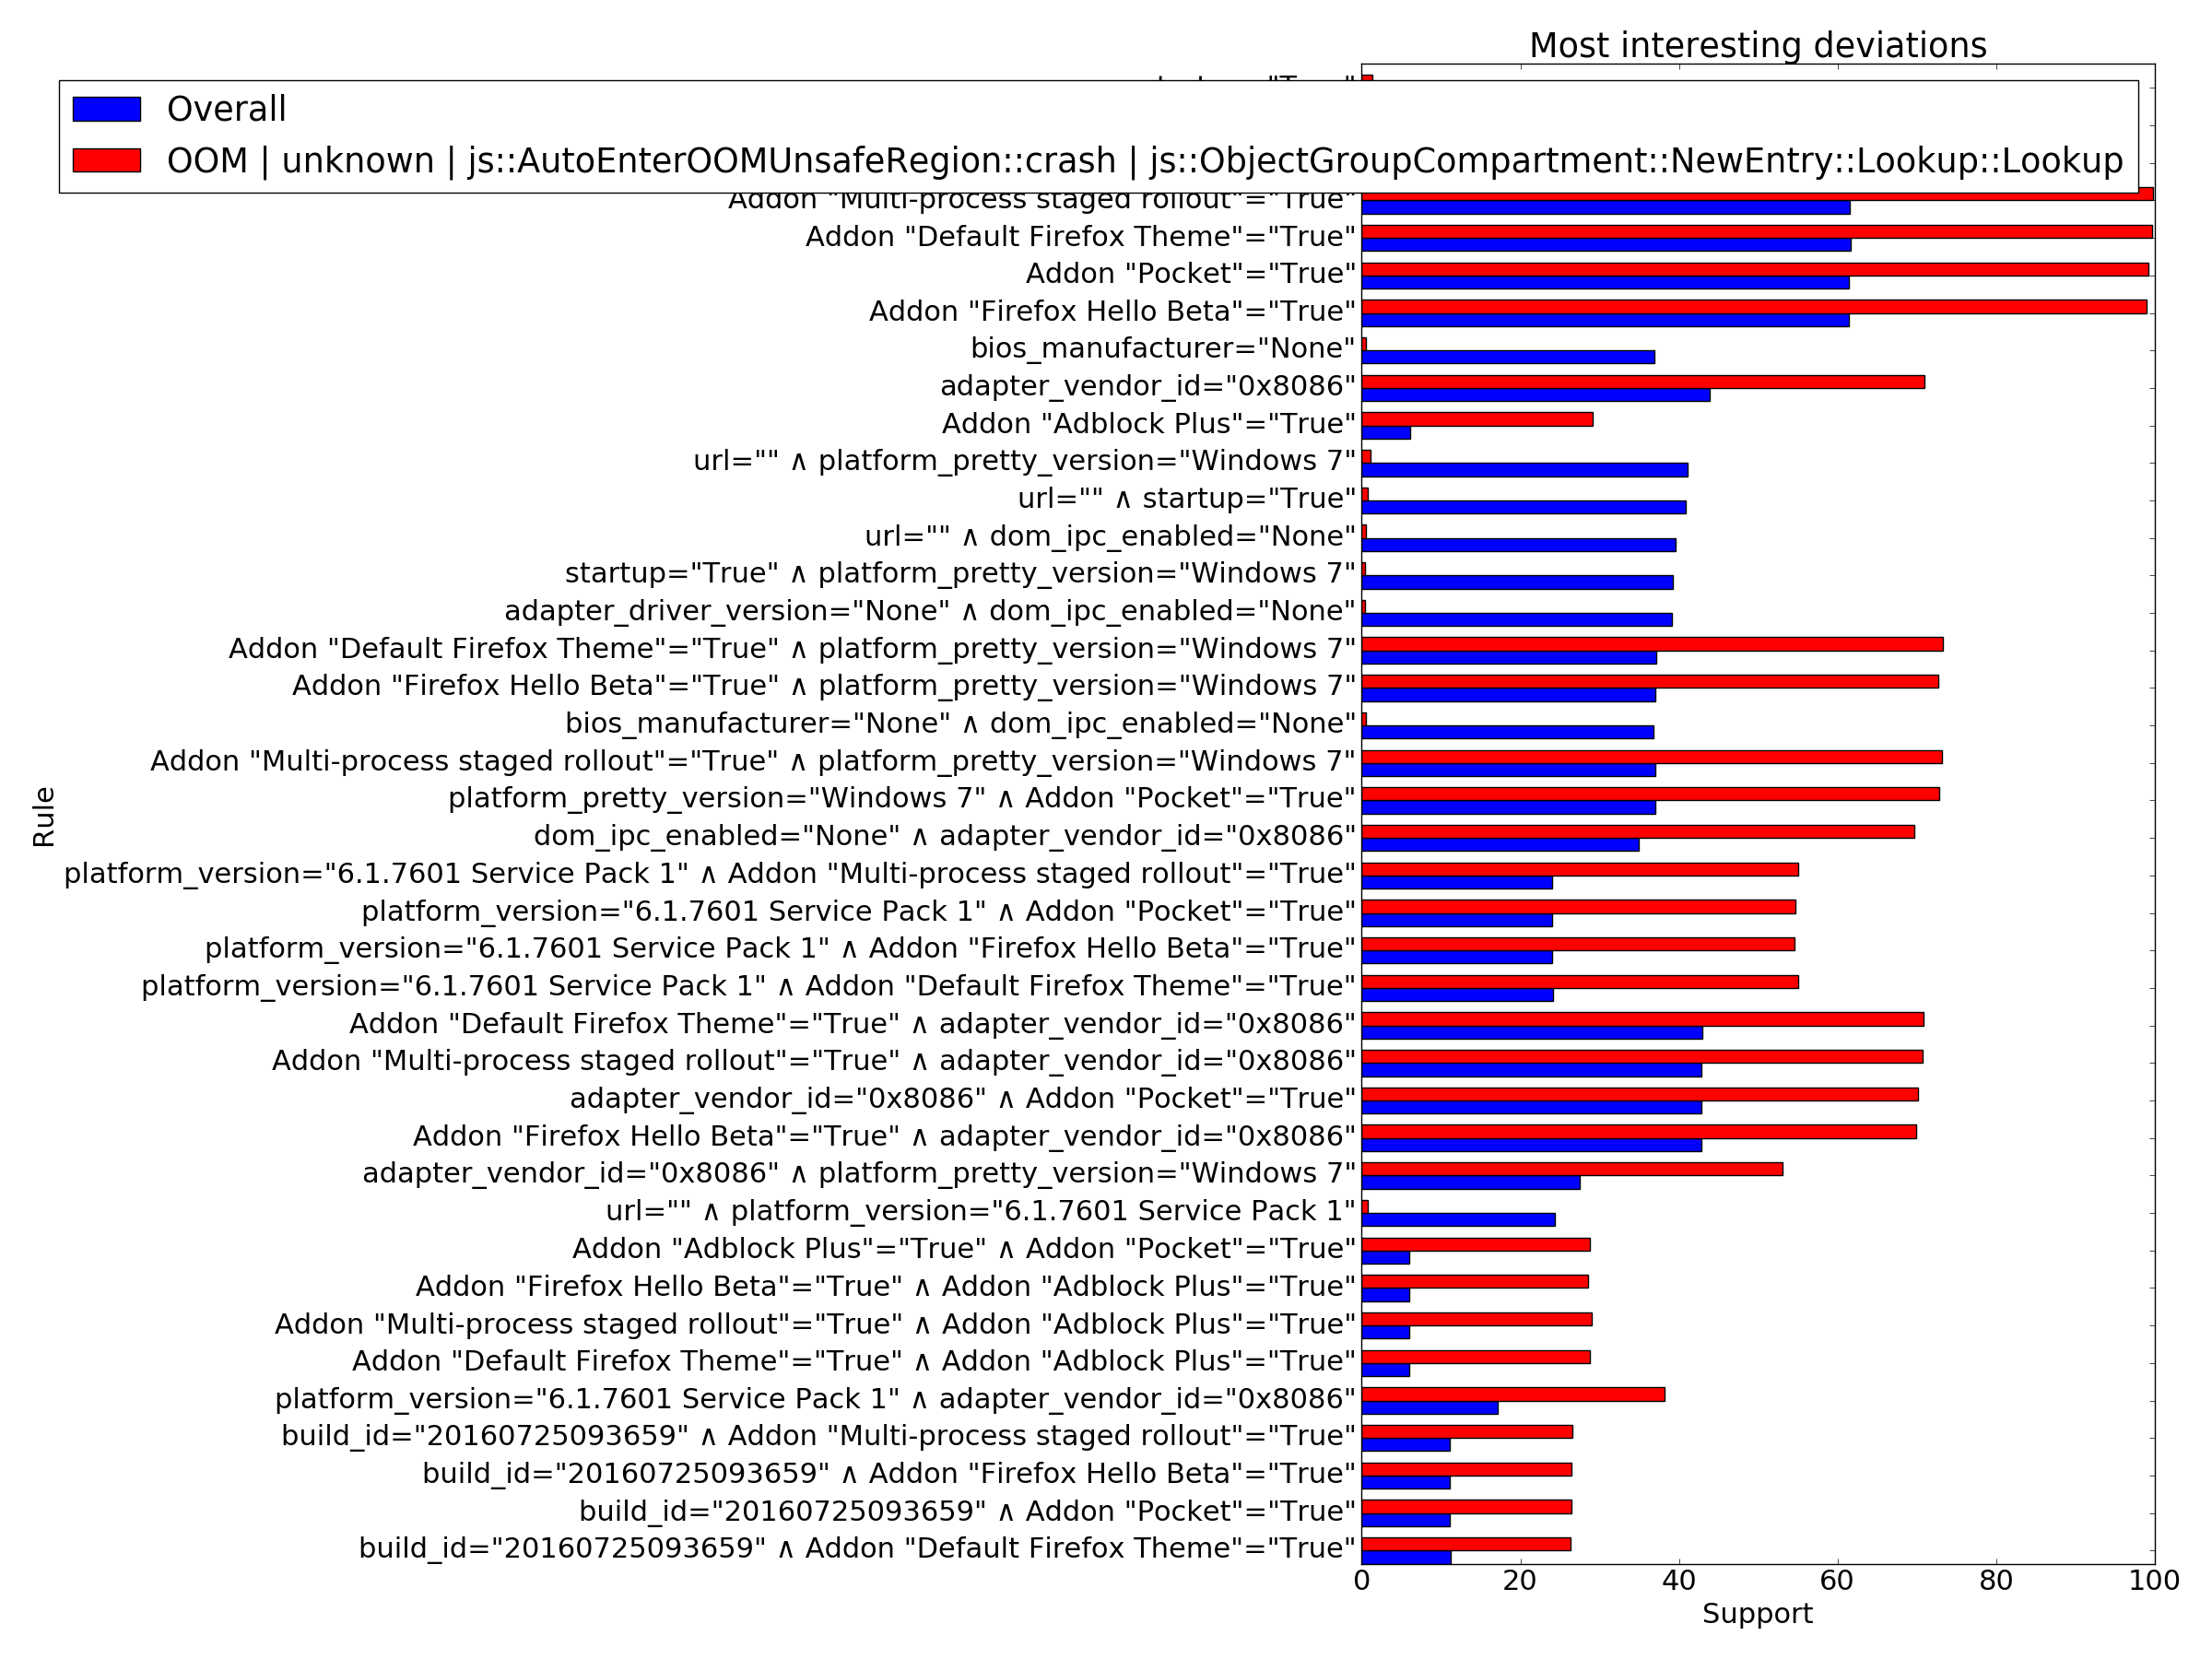 Most interesting deviations
Overall
OOM | unknown | js::AutoEnterOOMUnsafeRegion::crash | js::ObjectGroupCompartment::NewEntry::Lookup::Lookup
Addon "Multi-process staged rollout"="True"
Addon "Default Firefox Theme"="True"
Addon "Pocket"="True"
Addon "Firefox Hello Beta"="True"
bios_manufacturer="None"
adapter_vendor_id="0x8086"
Addon "Adblock Plus"="True"
url="" ∧ platform_pretty_version="Windows 7"
url="" ∧ startup="True"
url="" ∧ dom_ipc_enabled="None"
startup="True" ∧ platform_pretty_version="Windows 7"
adapter_driver_version="None" ∧ dom_ipc_enabled="None"
Addon "Default Firefox Theme"="True" ∧ platform_pretty_version="Windows 7"
Addon "Firefox Hello Beta"="True" ∧ platform_pretty_version="Windows 7"
bios_manufacturer="None" ∧ dom_ipc_enabled="None"
Addon "Multi-process staged rollout"="True" ∧ platform_pretty_version="Windows 7"
platform_pretty_version="Windows 7" ∧ Addon "Pocket"="True"
dom_ipc_enabled="None" ∧ adapter_vendor_id="0x8086"
platform_version="6.1.7601 Service Pack 1" ∧ Addon "Multi-process staged rollout"="True"
platform_version="6.1.7601 Service Pack 1" ∧ Addon "Pocket"="True"
platform_version="6.1.7601 Service Pack 1" ∧ Addon "Firefox Hello Beta"="True"
platform_version="6.1.7601 Service Pack 1" ∧ Addon "Default Firefox Theme"="True"
Addon "Default Firefox Theme"="True" ∧ adapter_vendor_id="0x8086"
Addon "Multi-process staged rollout"="True" ∧ adapter_vendor_id="0x8086"
adapter_vendor_id="0x8086" ∧ Addon "Pocket"="True"
Addon "Firefox Hello Beta"="True" ∧ adapter_vendor_id="0x8086"
adapter_vendor_id="0x8086" ∧ platform_pretty_version="Windows 7"
url="" ∧ platform_version="6.1.7601 Service Pack 1"
Addon "Adblock Plus"="True" ∧ Addon "Pocket"="True"
Addon "Firefox Hello Beta"="True" ∧ Addon "Adblock Plus"="True"
Addon "Multi-process staged rollout"="True" ∧ Addon "Adblock Plus"="True"
Addon "Default Firefox Theme"="True" ∧ Addon "Adblock Plus"="True"
platform_version="6.1.7601 Service Pack 1" ∧ adapter_vendor_id="0x8086"
build_id="20160725093659" ∧ Addon "Multi-process staged rollout"="True"
build_id="20160725093659" ∧ Addon "Firefox Hello Beta"="True"
build_id="20160725093659" ∧ Addon "Pocket"="True"
build_id="20160725093659" ∧ Addon "Default Firefox Theme"="True"
Rule
0 20 40 60 80 100
Support